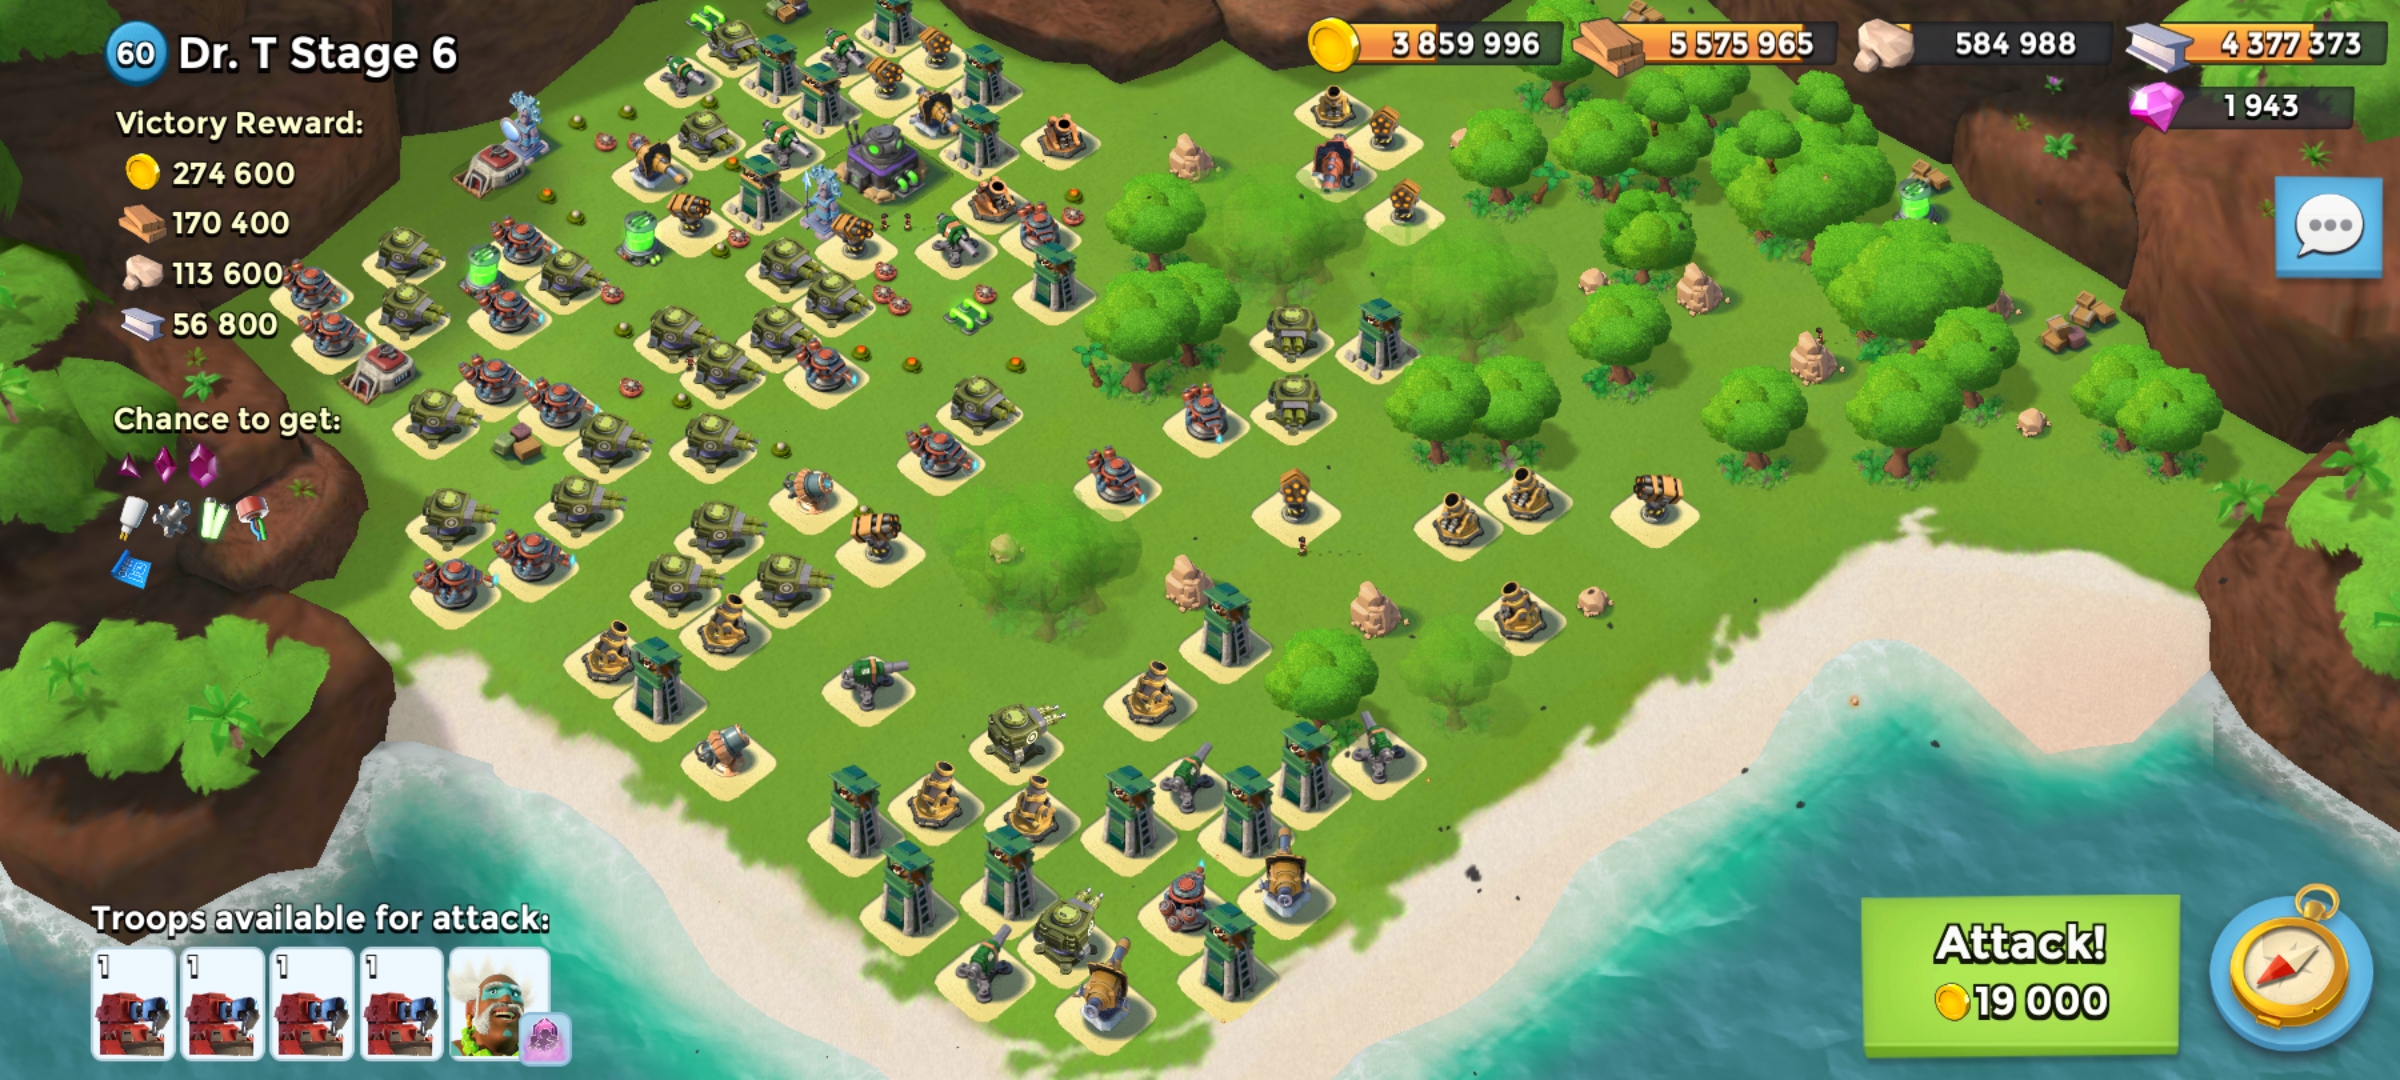 60 Dr. T Stage 6
Victory Reward:
274 600
170 400
113 600
56 800
Chance to get:
3 859 996
5 575 965
584 988
4 377 373
1 943
Troops available for attack:
1 1 1 1
Attack!
19 000